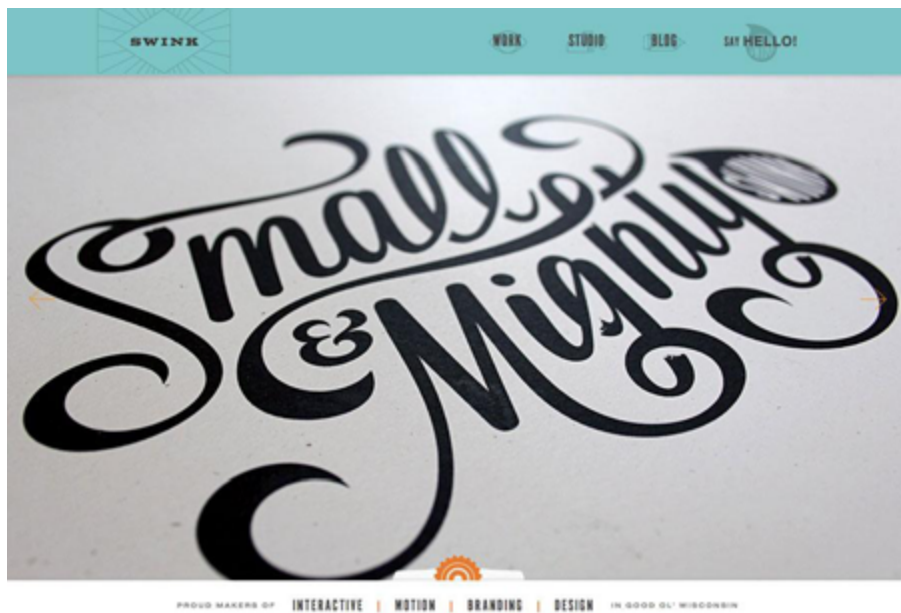 SWINK
WORK STUDIO BLOG SAY HELLO!
Small
& Mighty
PROUD MAKERS OF INTERACTIVE | MOTION | BRANDING | DESIGN IN GOOD OL' WISCONSIN